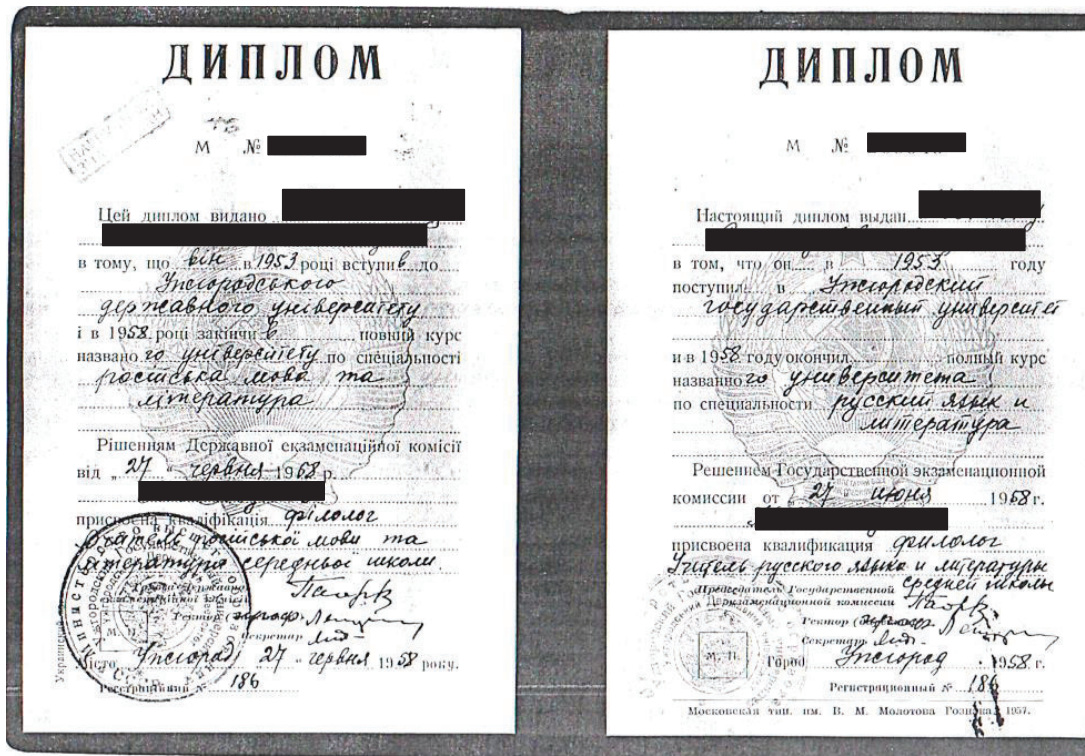 ДИПЛОМ
М №
Цей диплом видано
в тому, що він в 1953 році вступив до
Ужгородського
державного університету
і в 1958 році закінчив повний курс
названого університету по спеціальності
російська мова та
література
Рішенням Державної екзаменаційної комісії
від „27“ червня 1958 р.
присвоєна кваліфікація філолог
Вчитель російської мови та
літератури середньої школи.
Ректор
Секретар
М. П.
Місто Ужгород 27 „ червня 1958 року.
Реєстраційний № 186
ДИПЛОМ
М №
Настоящий диплом выдан
в том, что он в 1953 году
поступил в Ужгородский
государственный университет
и в 1958 году окончил полный курс
названного университета
по специальности русский язык и
литература
Решением Государственной экзаменационной
комиссии от „27“ июня 1958 г.
присвоена квалификация филолог
Учитель русского языка и литературы
средней школы
Председатель Государственной
экзаменационной комиссии
Ректор
Секретарь
М. П.
Город Ужгород 1958 г.
Регистрационный № 186
Московская тип. им. В. М. Молотова Гознака. 1957.